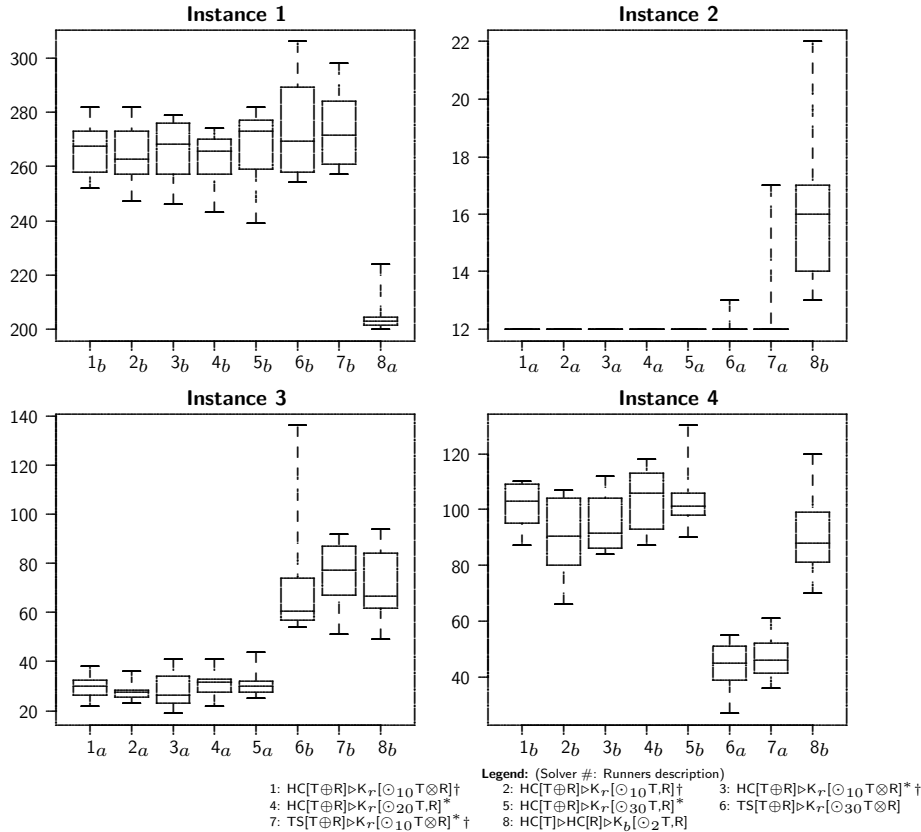 Instance 1
Instance 2
300
280
260
240
220
200
1b 2b 3b 4b 5b 6b 7b 8a
22
20
18
16
14
12
1a 2a 3a 4a 5a 6a 7a 8b
Instance 3
Instance 4
140
120
100
80
60
40
20
1a 2a 3a 4a 5a 6b 7b 8b
120
100
80
60
40
1b 2b 3b 4b 5b 6a 7a 8b
Legend: (Solver #: Runners description)
1: HC[T⊕R]▷Kr[⊙10T⊗R]† 2: HC[T⊕R]▷Kr[⊙10T,R]† 3: HC[T⊕R]▷Kr[⊙10T⊗R]*†
4: HC[T⊕R]▷Kr[⊙20T,R]* 5: HC[T⊕R]▷Kr[⊙30T,R]* 6: TS[T⊕R]▷Kr[⊙30T⊗R]
7: TS[T⊕R]▷Kr[⊙10T⊗R]*† 8: HC[T]▷HC[R]▷Kb[⊙2T,R]